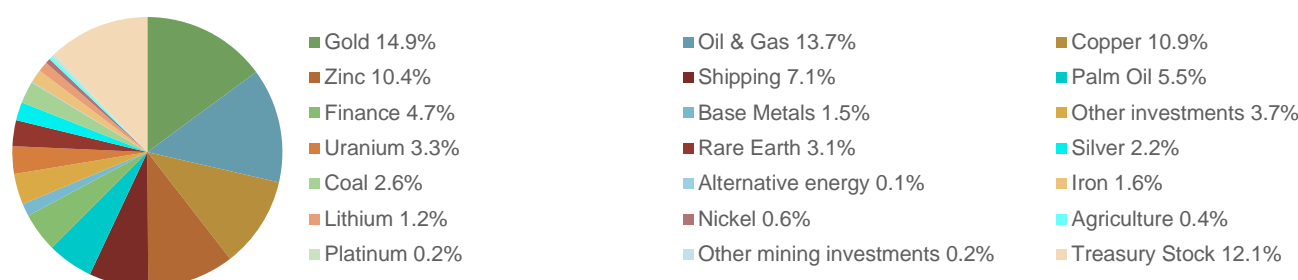 Gold 14.9% Oil & Gas 13.7% Copper 10.9%
Zinc 10.4% Shipping 7.1% Palm Oil 5.5%
Finance 4.7% Base Metals 1.5% Other investments 3.7%
Uranium 3.3% Rare Earth 3.1% Silver 2.2%
Coal 2.6% Alternative energy 0.1% Iron 1.6%
Lithium 1.2% Nickel 0.6% Agriculture 0.4%
Platinum 0.2% Other mining investments 0.2% Treasury Stock 12.1%